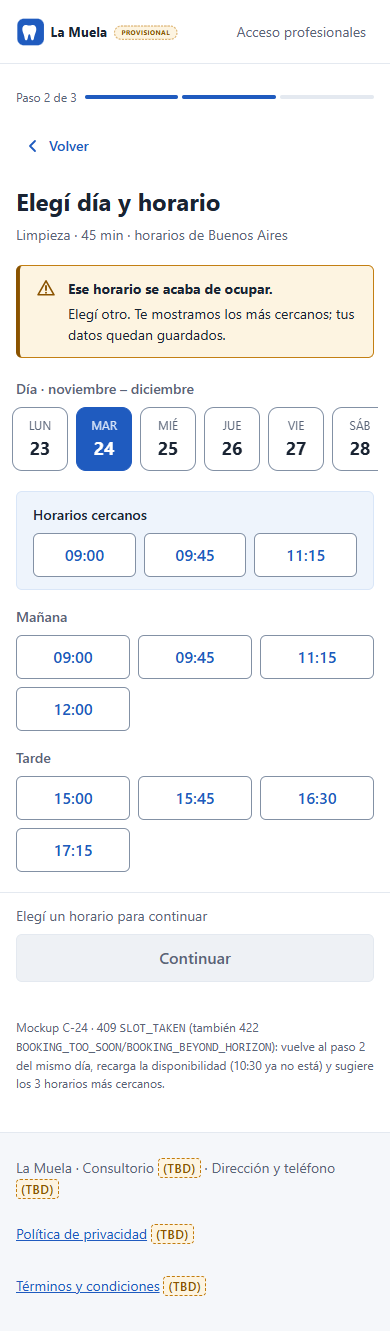 La Muela PROVISIONAL Acceso profesionales
Paso 2 de 3
Volver
Elegí día y horario
Limpieza · 45 min · horarios de Buenos Aires
Ese horario se acaba de ocupar.
Elegí otro. Te mostramos los más cercanos; tus
datos quedan guardados.
Día · noviembre – diciembre
LUN MAR MIÉ JUE VIE SÁB
23 24 25 26 27 28
Horarios cercanos
09:00 09:45 11:15
Mañana
09:00 09:45 11:15
12:00
Tarde
15:00 15:45 16:30
17:15
Elegí un horario para continuar
Continuar
Mockup C-24 · 409 SLOT_TAKEN (también 422
BOOKING_TOO_SOON/BOOKING_BEYOND_HORIZON): vuelve al paso 2
del mismo día, recarga la disponibilidad (10:30 ya no está) y sugiere
los 3 horarios más cercanos.
La Muela · Consultorio (TBD) · Dirección y teléfono
(TBD)
Política de privacidad (TBD)
Términos y condiciones (TBD)